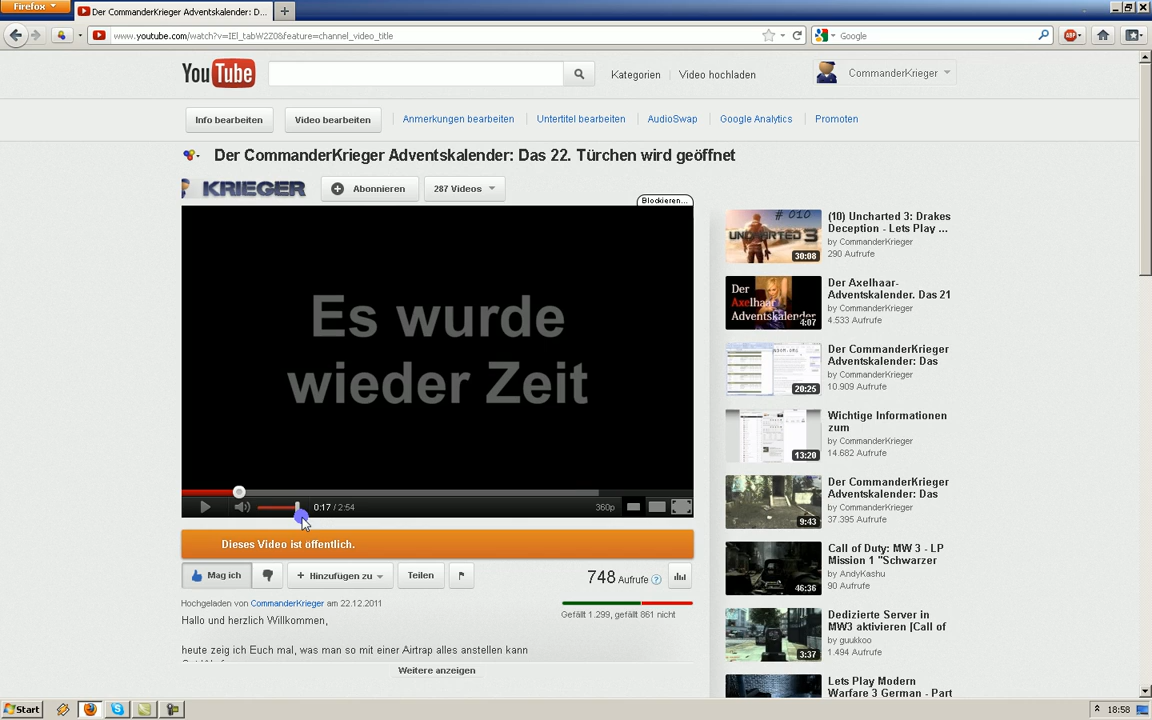 Firefox
Der CommanderKrieger Adventskalender: D...
www.youtube.com/watch?v=IEl_tabW2Z0&feature=channel_video_title
Google
ABP
YouTube
Kategorien
Video hochladen
CommanderKrieger
Info bearbeiten
Video bearbeiten
Anmerkungen bearbeiten
Untertitel bearbeiten
AudioSwap
Google Analytics
Promoten
Der CommanderKrieger Adventskalender: Das 22. Türchen wird geöffnet
KRIEGER
Abonnieren
287 Videos
Blockieren...
Es wurde
wieder Zeit
0:17 / 2:54
360p
Dieses Video ist öffentlich.
Mag ich
+ Hinzufügen zu
Teilen
748 Aufrufe ?
Hochgeladen von CommanderKrieger am 22.12.2011
Gefällt 1.299, gefällt 861 nicht
Hallo und herzlich Willkommen,
heute zeig ich Euch mal, was man so mit einer Airtrap alles anstellen kann
Weitere anzeigen
# 010
UNCHARTED 3
30:08
(10) Uncharted 3: Drakes
Deception - Lets Play ...
by CommanderKrieger
290 Aufrufe
Der
Axelhaar
Adventskalender
4:07
Der Axelhaar-
Adventskalender. Das 21
by CommanderKrieger
4.533 Aufrufe
20:25
Der CommanderKrieger
Adventskalender: Das
by CommanderKrieger
10.909 Aufrufe
13:20
Wichtige Informationen
zum
by CommanderKrieger
14.682 Aufrufe
9:43
Der CommanderKrieger
Adventskalender: Das
by CommanderKrieger
37.395 Aufrufe
46:36
Call of Duty: MW 3 - LP
Mission 1 "Schwarzer
by AndyKashu
90 Aufrufe
3:37
Dedizierte Server in
MW3 aktivieren [Call of
by guukkoo
1.494 Aufrufe
Lets Play Modern
Warfare 3 German - Part
Start
18:58